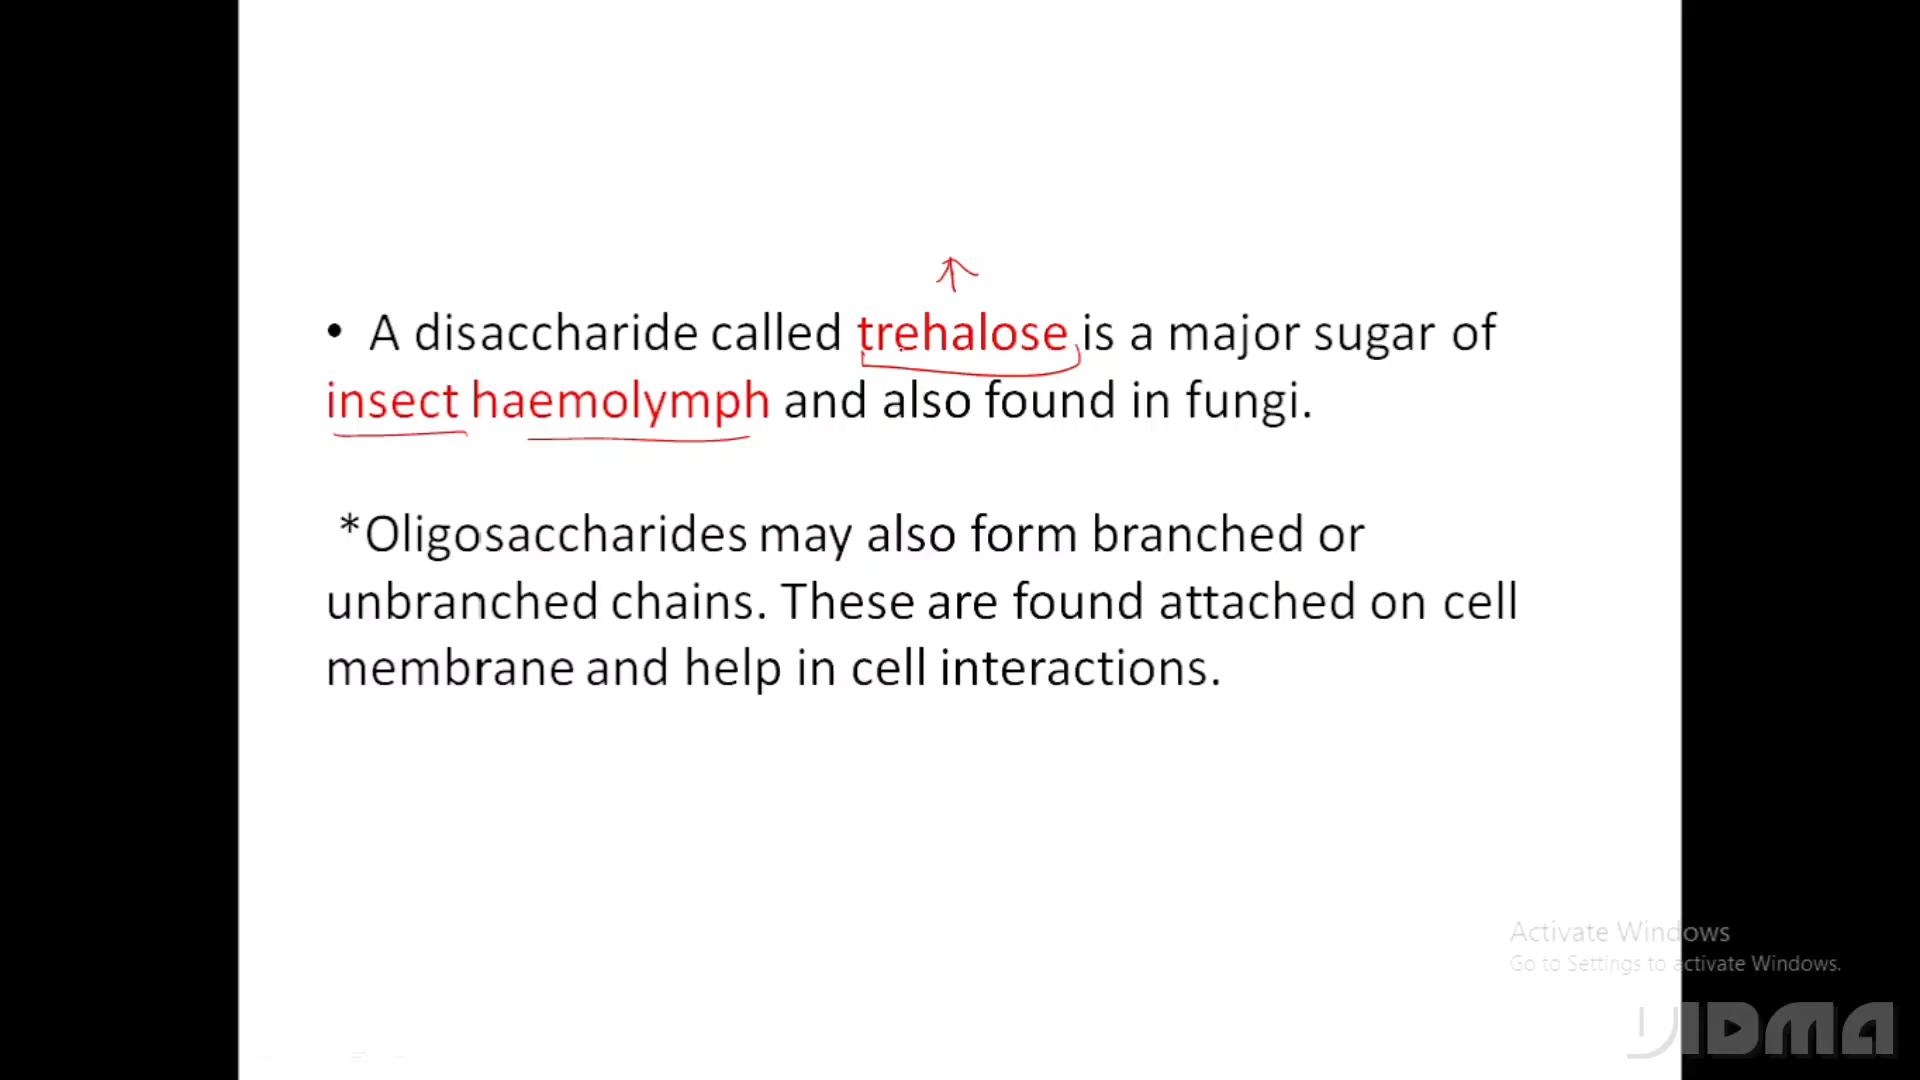 • A disaccharide called trehalose is a major sugar of
insect haemolymph and also found in fungi.
*Oligosaccharides may also form branched or
unbranched chains. These are found attached on cell
membrane and help in cell interactions.
Activate Windows
Go to Settings to activate Windows.
VIDMA